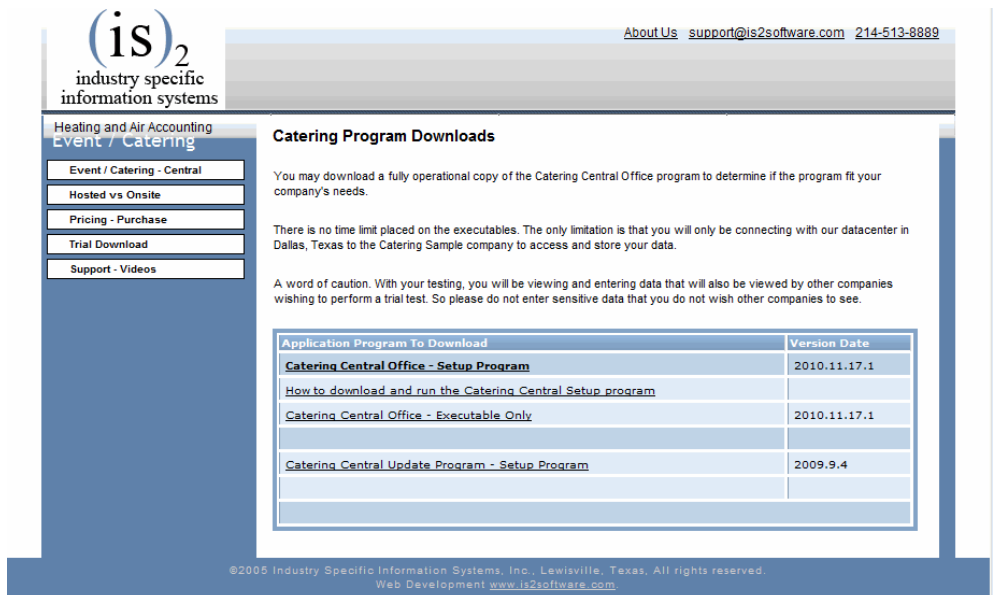 (is)2
industry specific
information systems
About Us support@is2software.com 214-513-8889
Heating and Air Accounting
Event / Catering
Event / Catering - Central
Hosted vs Onsite
Pricing - Purchase
Trial Download
Support - Videos
Catering Program Downloads
You may download a fully operational copy of the Catering Central Office program to determine if the program fit your
company's needs.
There is no time limit placed on the executables. The only limitation is that you will only be connecting with our datacenter in
Dallas, Texas to the Catering Sample company to access and store your data.
A word of caution. With your testing, you will be viewing and entering data that will also be viewed by other companies
wishing to perform a trial test. So please do not enter sensitive data that you do not wish other companies to see.
Application Program To Download Version Date
Catering Central Office - Setup Program 2010.11.17.1
How to download and run the Catering Central Setup program
Catering Central Office - Executable Only 2010.11.17.1
Catering Central Update Program - Setup Program 2009.9.4
©2005 Industry Specific Information Systems, Inc., Lewisville, Texas, All rights reserved.
Web Development www.is2software.com.